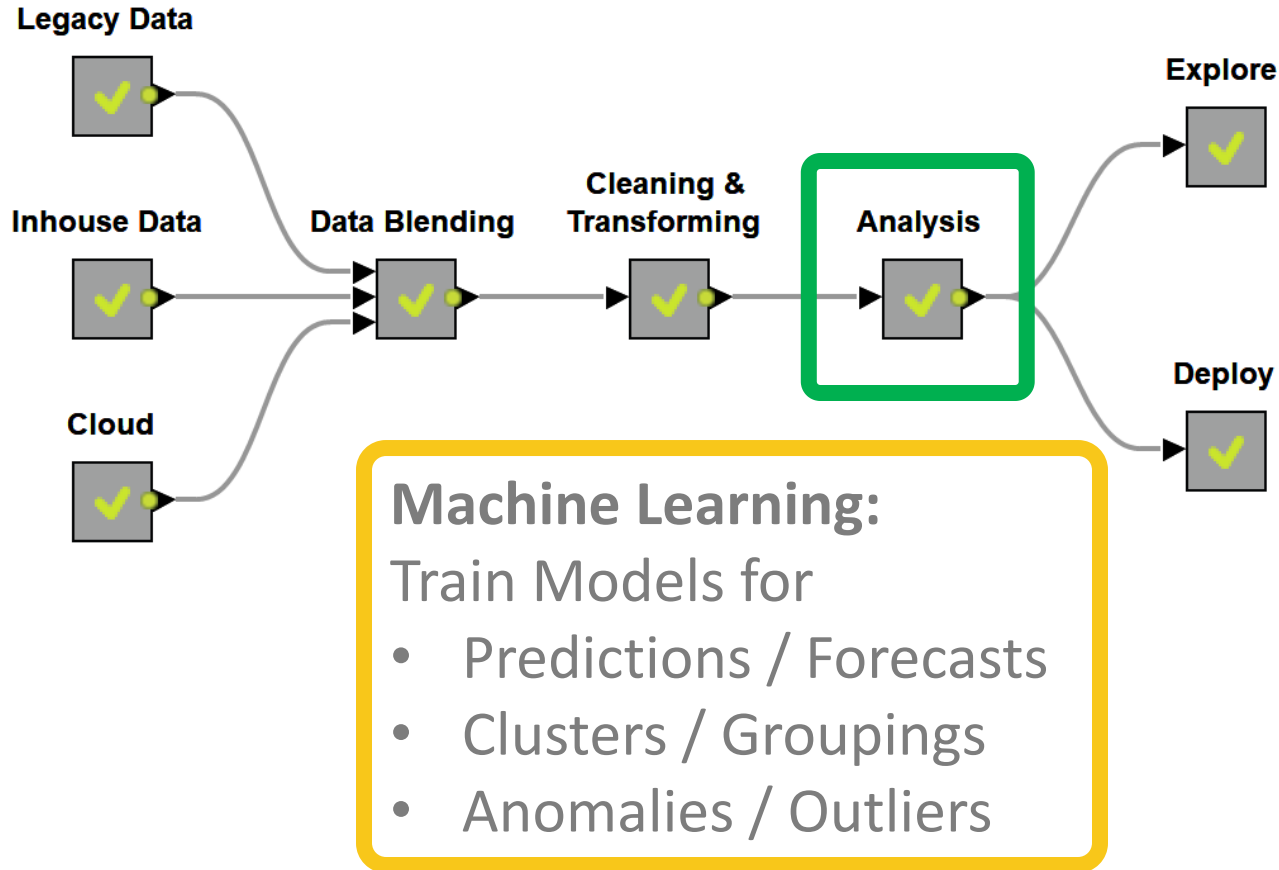 Legacy Data
Explore
Inhouse Data
Data Blending
Cleaning &
Transforming
Analysis
Cloud
Deploy
Machine Learning:
Train Models for
• Predictions / Forecasts
• Clusters / Groupings
• Anomalies / Outliers